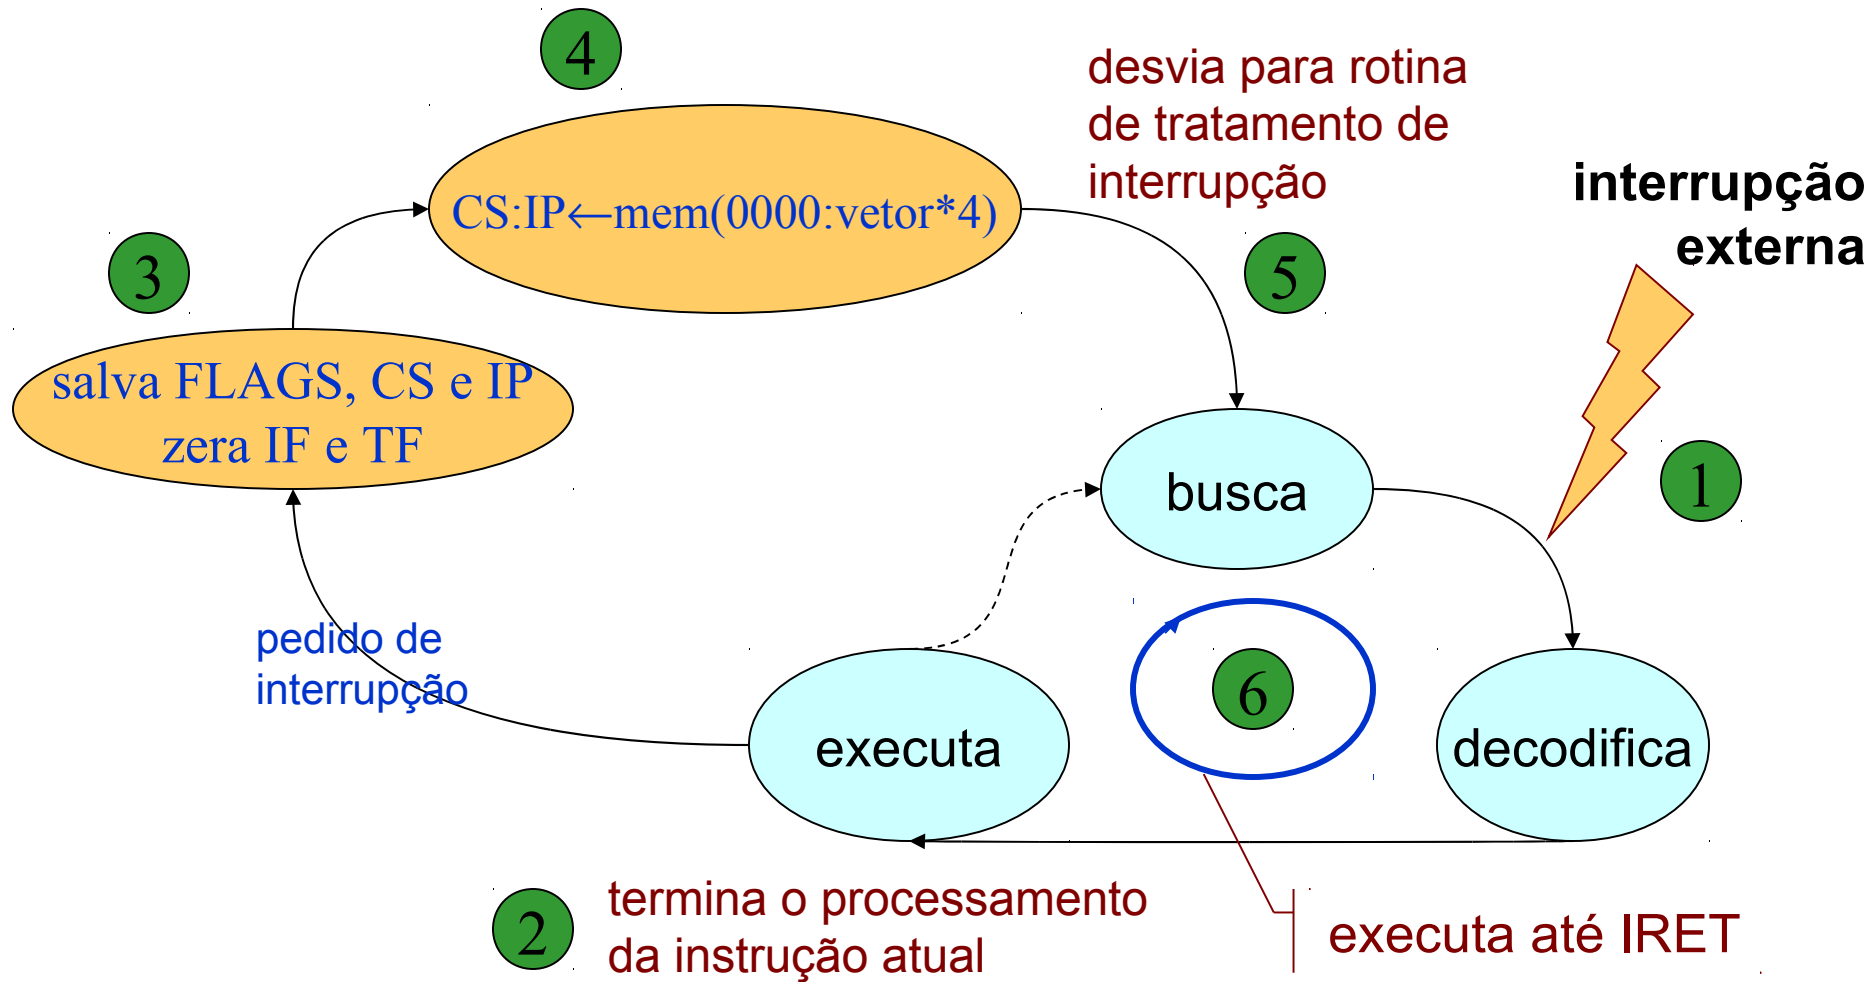 4
desvia para rotina
de tratamento de
interrupção
interrupção
externa
CS:IP←mem(0000:vetor*4)
3
5
salva FLAGS, CS e IP
zera IF e TF
busca
1
pedido de
interrupção
6
executa
decodifica
2
termina o processamento
da instrução atual
executa até IRET